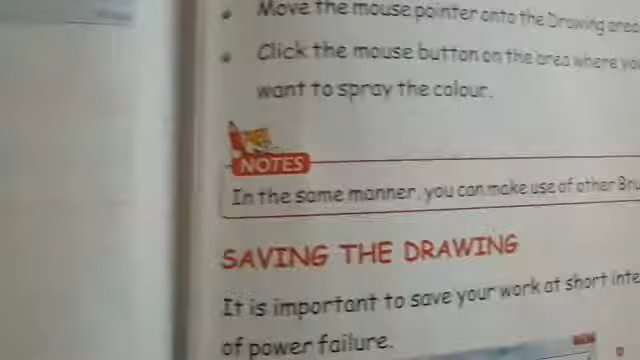 Move the mouse pointer onto the Drawing area
Click the mouse button on the area where you
want to spray the colour.
NOTES
In the same manner, you can make use of other Bru
SAVING THE DRAWING
It is important to save your work at short inte
of power failure.